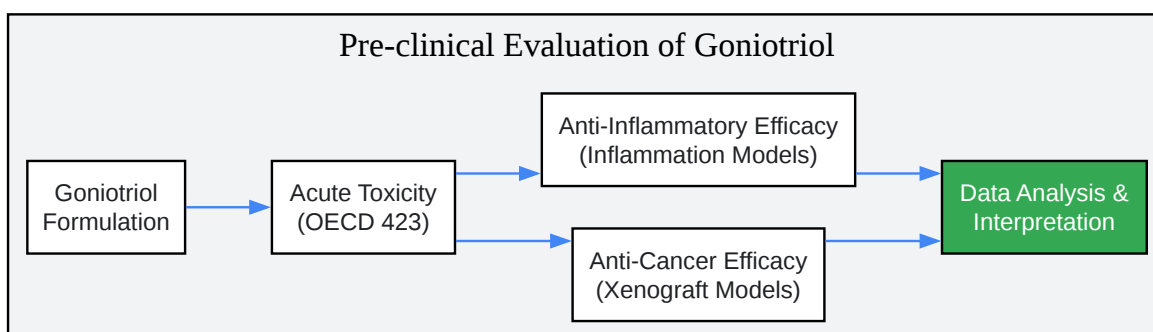 Pre-clinical Evaluation of Goniotriol
Goniotriol
Formulation
Acute Toxicity
(OECD 423)
Anti-Inflammatory Efficacy
(Inflammation Models)
Anti-Cancer Efficacy
(Xenograft Models)
Data Analysis &
Interpretation